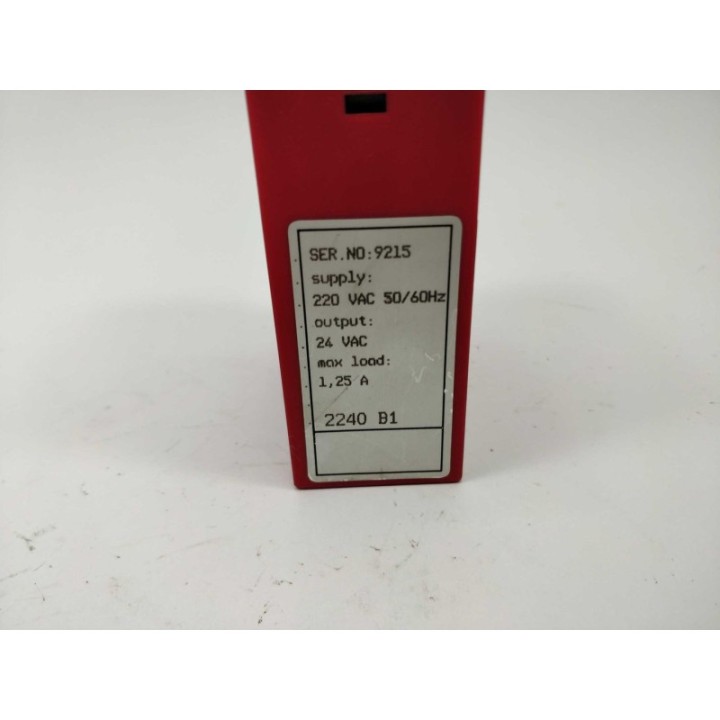 SER.NO:9215
supply:
220 VAC 50/60Hz
output:
24 VAC
max load:
1,25 A
2240 B1